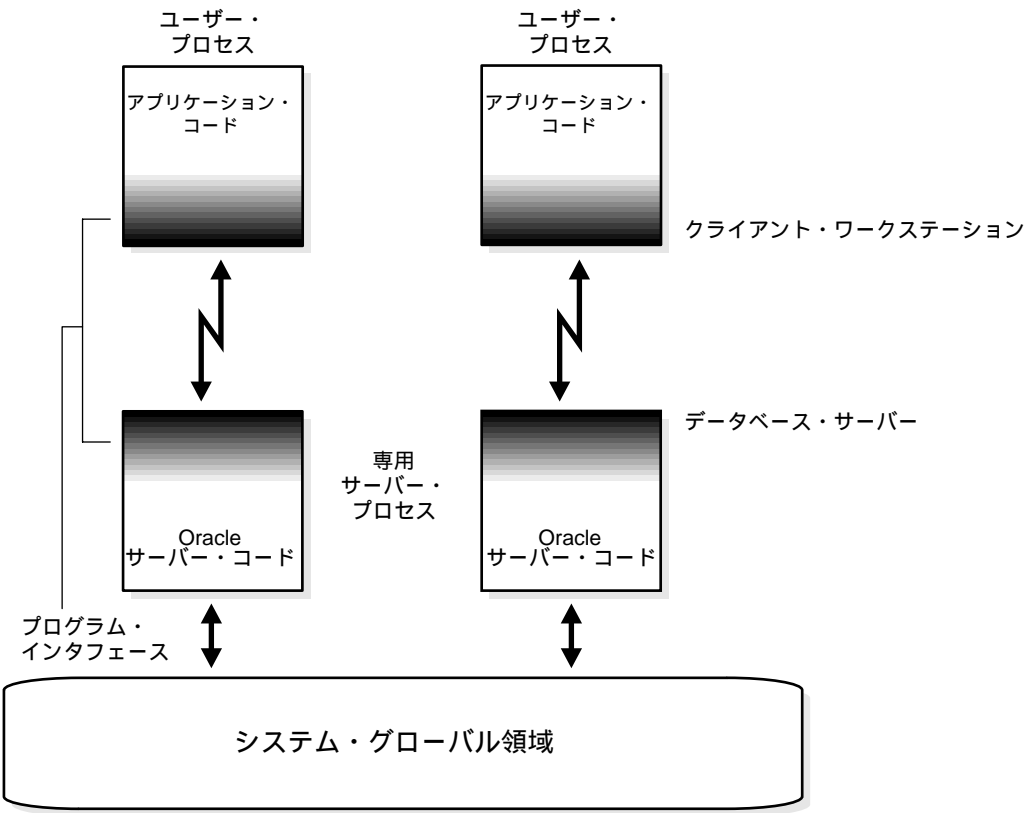 ユーザー・
プロセス
ユーザー・
プロセス
アプリケーション・
コード
アプリケーション・
コード
クライアント・ワークステーション
データベース・サーバー
専用
サーバー・
プロセス
Oracle
サーバー・コード
Oracle
サーバー・コード
プログラム・
インタフェース
システム・グローバル領域